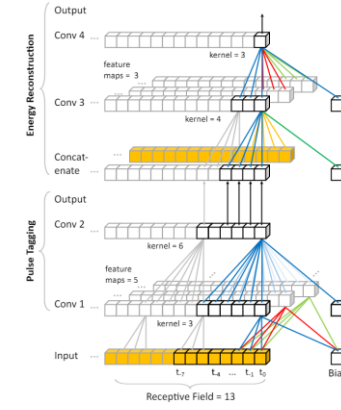 Output
Conv 4 ...
kernel = 3
feature
maps = 3
...
Energy Reconstruction
Conv 3 ...
kernel = 4
...
Concat-
enate ...
Output
Conv 2 ...
kernel = 6
Pulse Tagging
feature
maps = 5
...
Conv 1 ...
kernel = 3
Input ...
t-7 t-4 ... t-1 t0
Receptive Field = 13